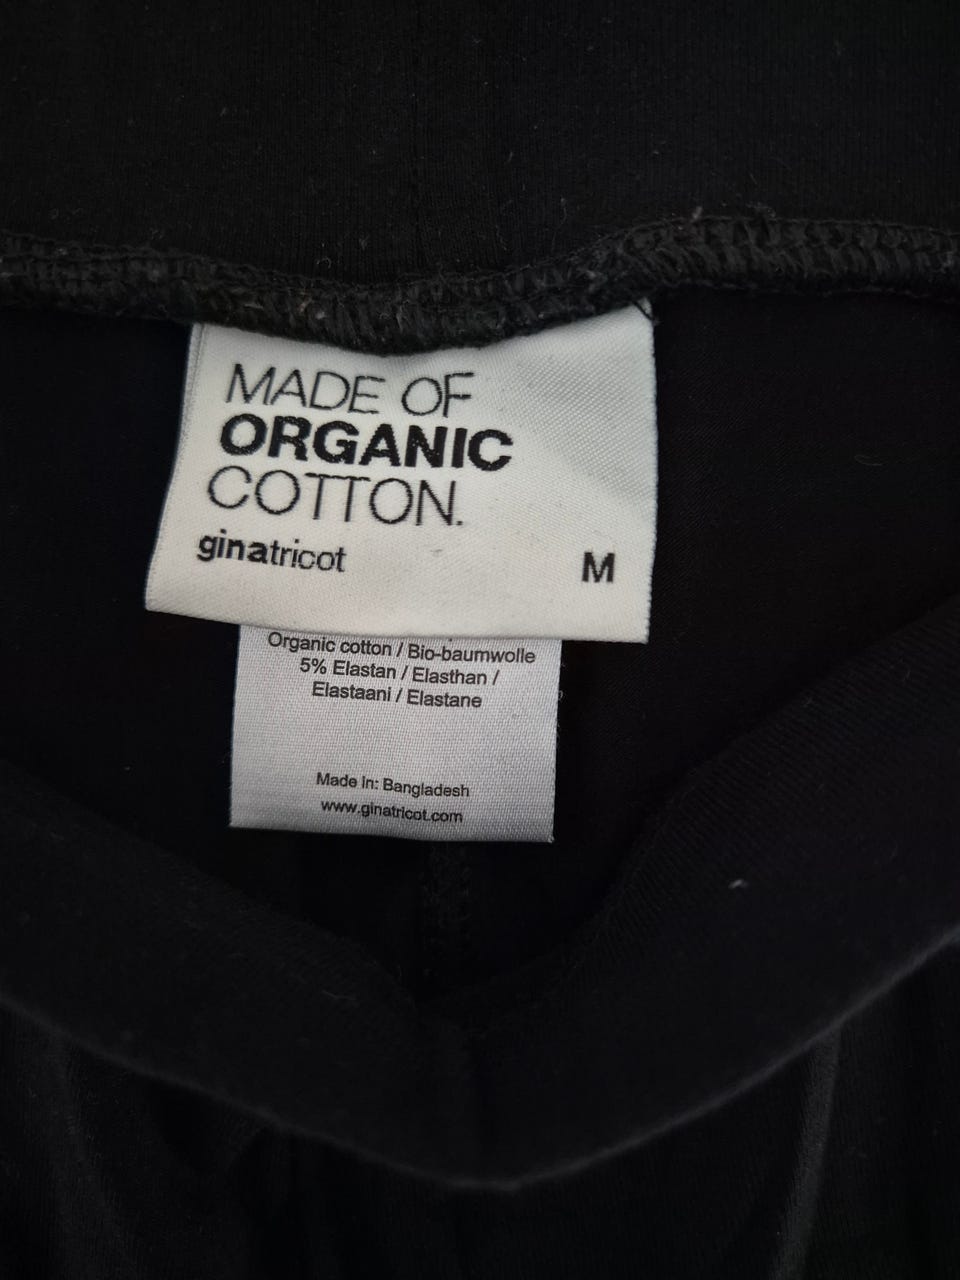 MADE OF
ORGANIC
COTTON.
ginatricot
M
Organic cotton / Bio-baumwolle
5% Elastan / Elasthan /
Elastaani / Elastane
Made in: Bangladesh
www.ginatricot.com